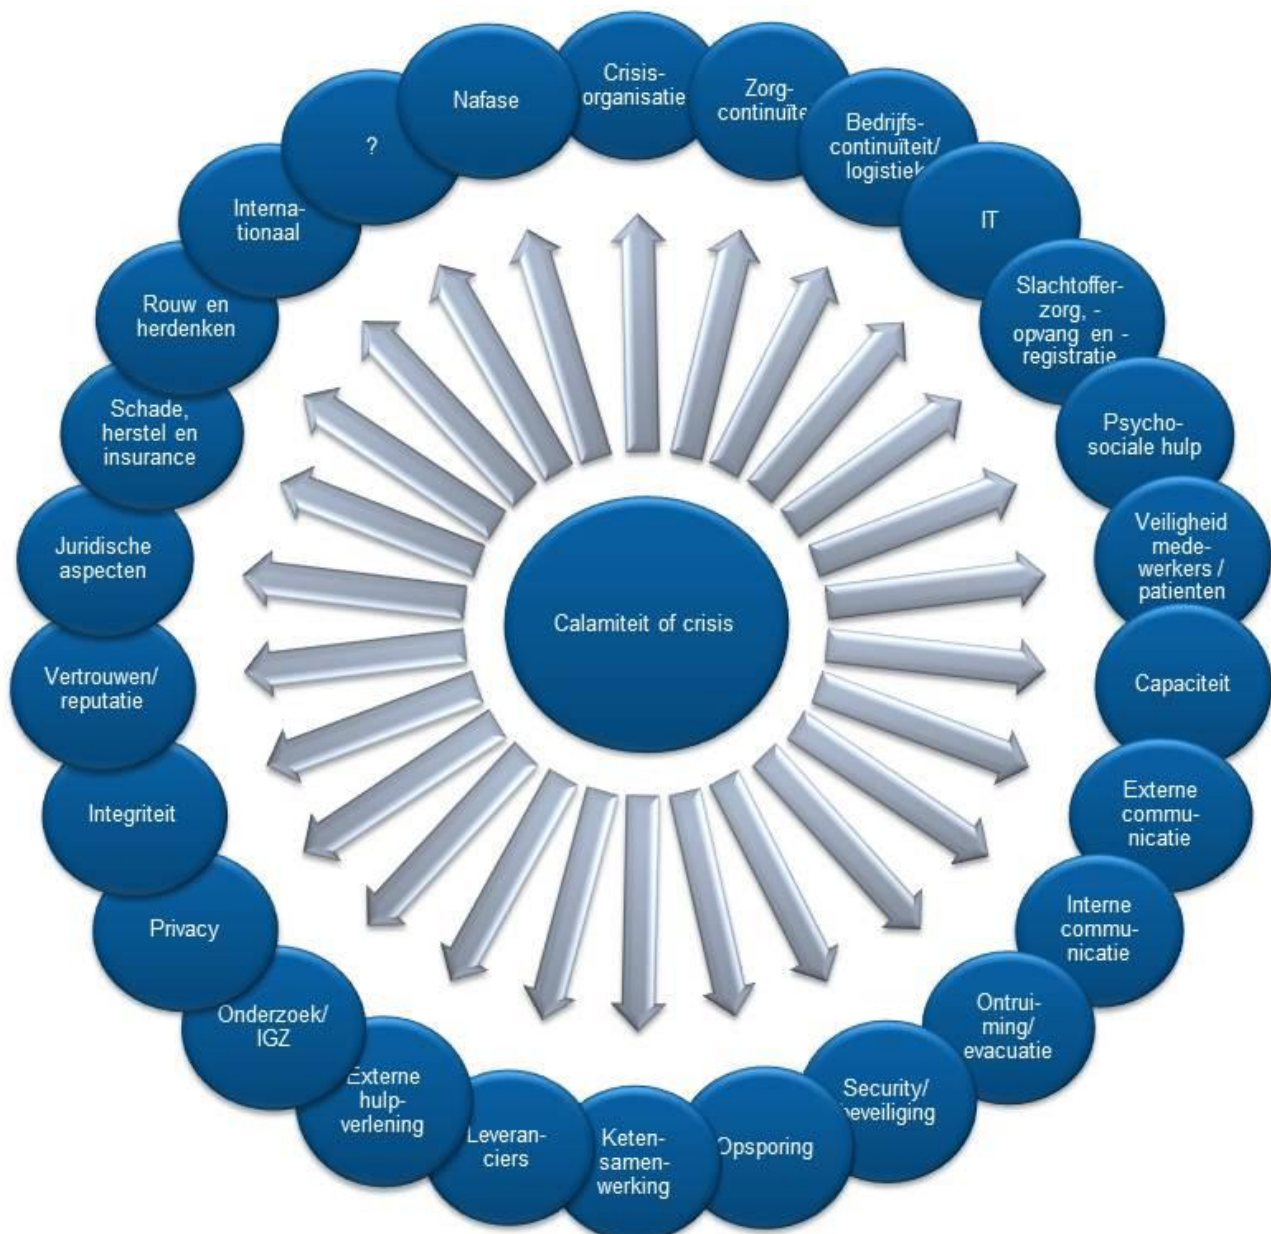 Crisis-
organisatie
Zorg-
continuïte
Bedrijfs-
continuïteit/
logistiek
IT
Slachtoffer-
zorg, -
opvang en -
registratie
Psycho-
sociale hulp
Veiligheid
mede-
werkers /
patienten
Capaciteit
Externe
commu-
nicatie
Interne
commu-
nicatie
Ontrui-
ming/
evacuatie
Security/
beveiliging
Opsporing
Keten-
samen-
werking
Leveran-
ciers
Externe
hulp-
verlening
Onderzoek/
IGZ
Privacy
Integriteit
Vertrouwen/
reputatie
Juridische
aspecten
Schade,
herstel en
insurance
Rouw en
herdenken
Interna-
tionaal
?
Nafase
Calamiteit of crisis